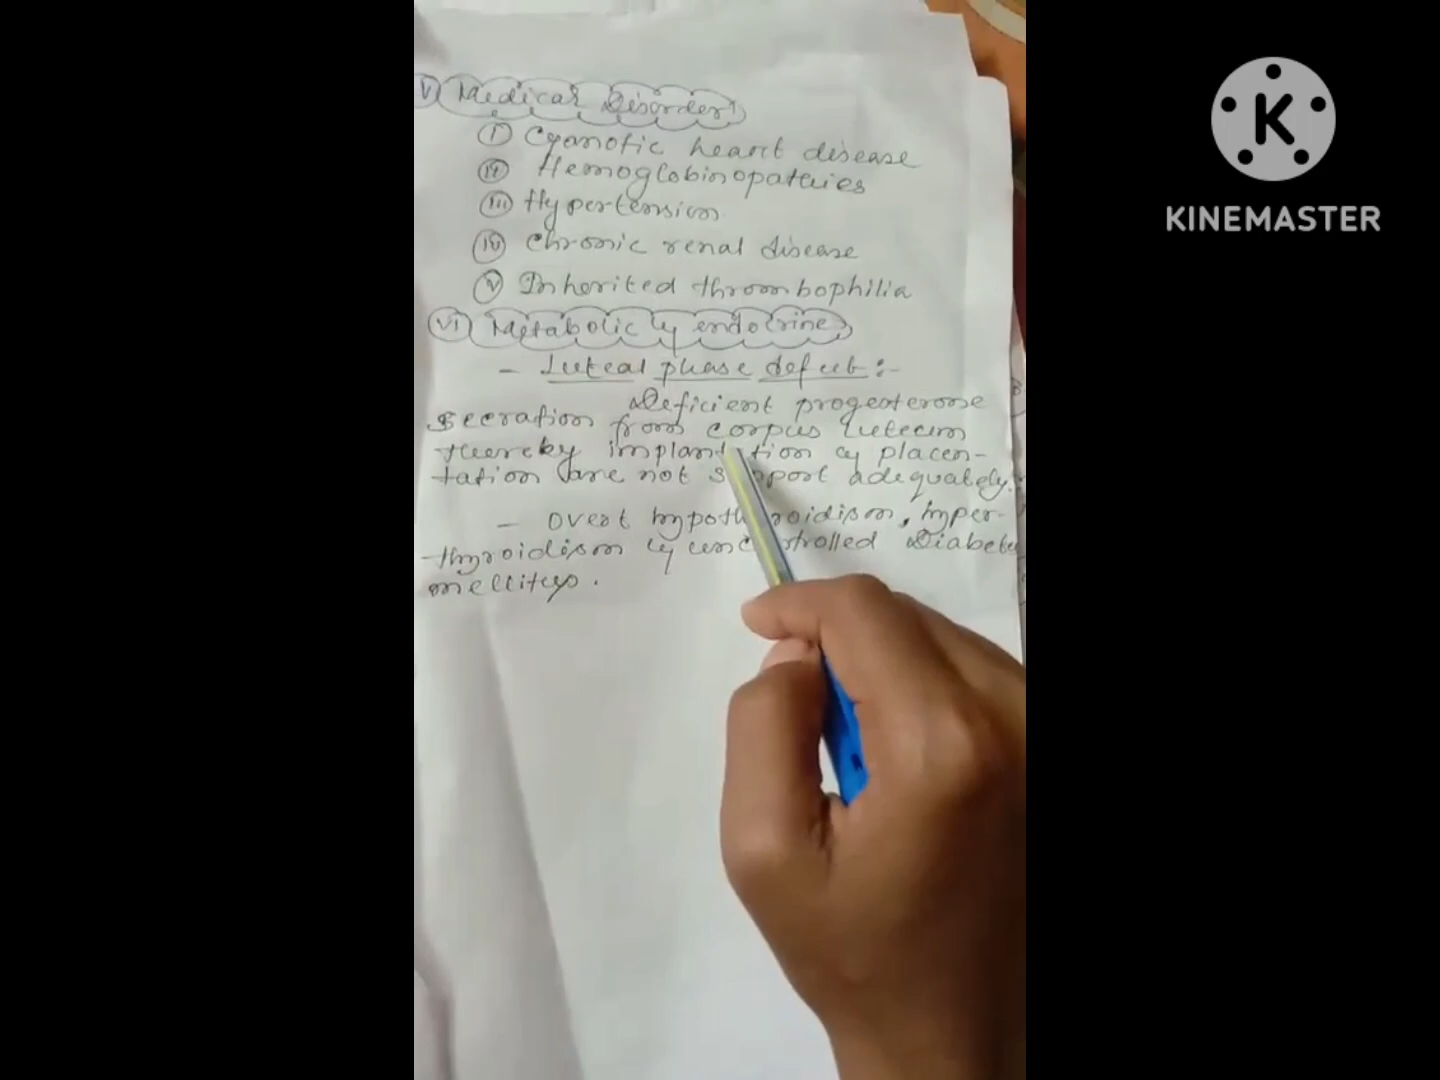 V Medical Disorder
i Cyanotic heart disease
ii Hemoglobinopathies
iii Hypertension
iv Chronic renal disease
v Inherited thrombophilia
VI Metabolic & endocrine
- Luteal phase defect :-
Deficient progesterone
secration from corpus luteum
thereby implantation & placen-
tation are not support adequately.
- Overt hypothyroidism, hyper-
thyroidism & uncontrolled Diabetes
mellitus.
K
KINEMASTER